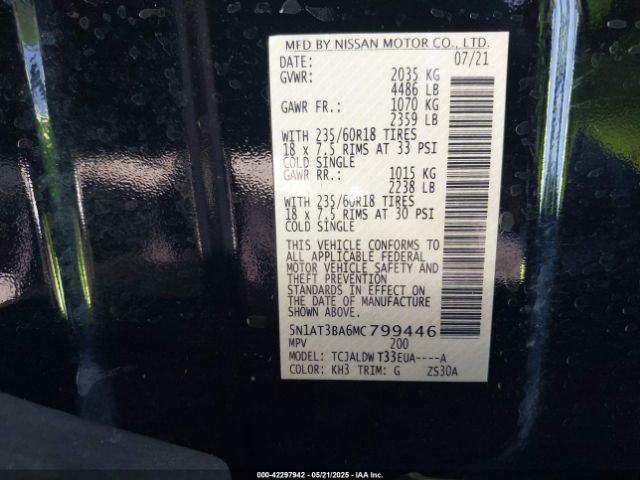 MFD BY NISSAN MOTOR CO., LTD.
DATE: 07/21
GVWR: 2035 KG
4486 LB
GAWR FR.: 1070 KG
2359 LB
WITH 235/60R18 TIRES
18 x 7.5 RIMS AT 33 PSI
COLD SINGLE
GAWR RR.: 1015 KG
2238 LB
WITH 235/60R18 TIRES
18 x 7.5 RIMS AT 30 PSI
COLD SINGLE
THIS VEHICLE CONFORMS TO
ALL APPLICABLE FEDERAL
MOTOR VEHICLE SAFETY AND
THEFT PREVENTION
STANDARDS IN EFFECT ON
THE DATE OF MANUFACTURE
SHOWN ABOVE.
5N1AT3BA6MC799446
MPV 200
MODEL: TCJALDW T33EUA----A
COLOR: KH3 TRIM: G ZS30A
000-42297942 - 05/21/2025 - IAA Inc.